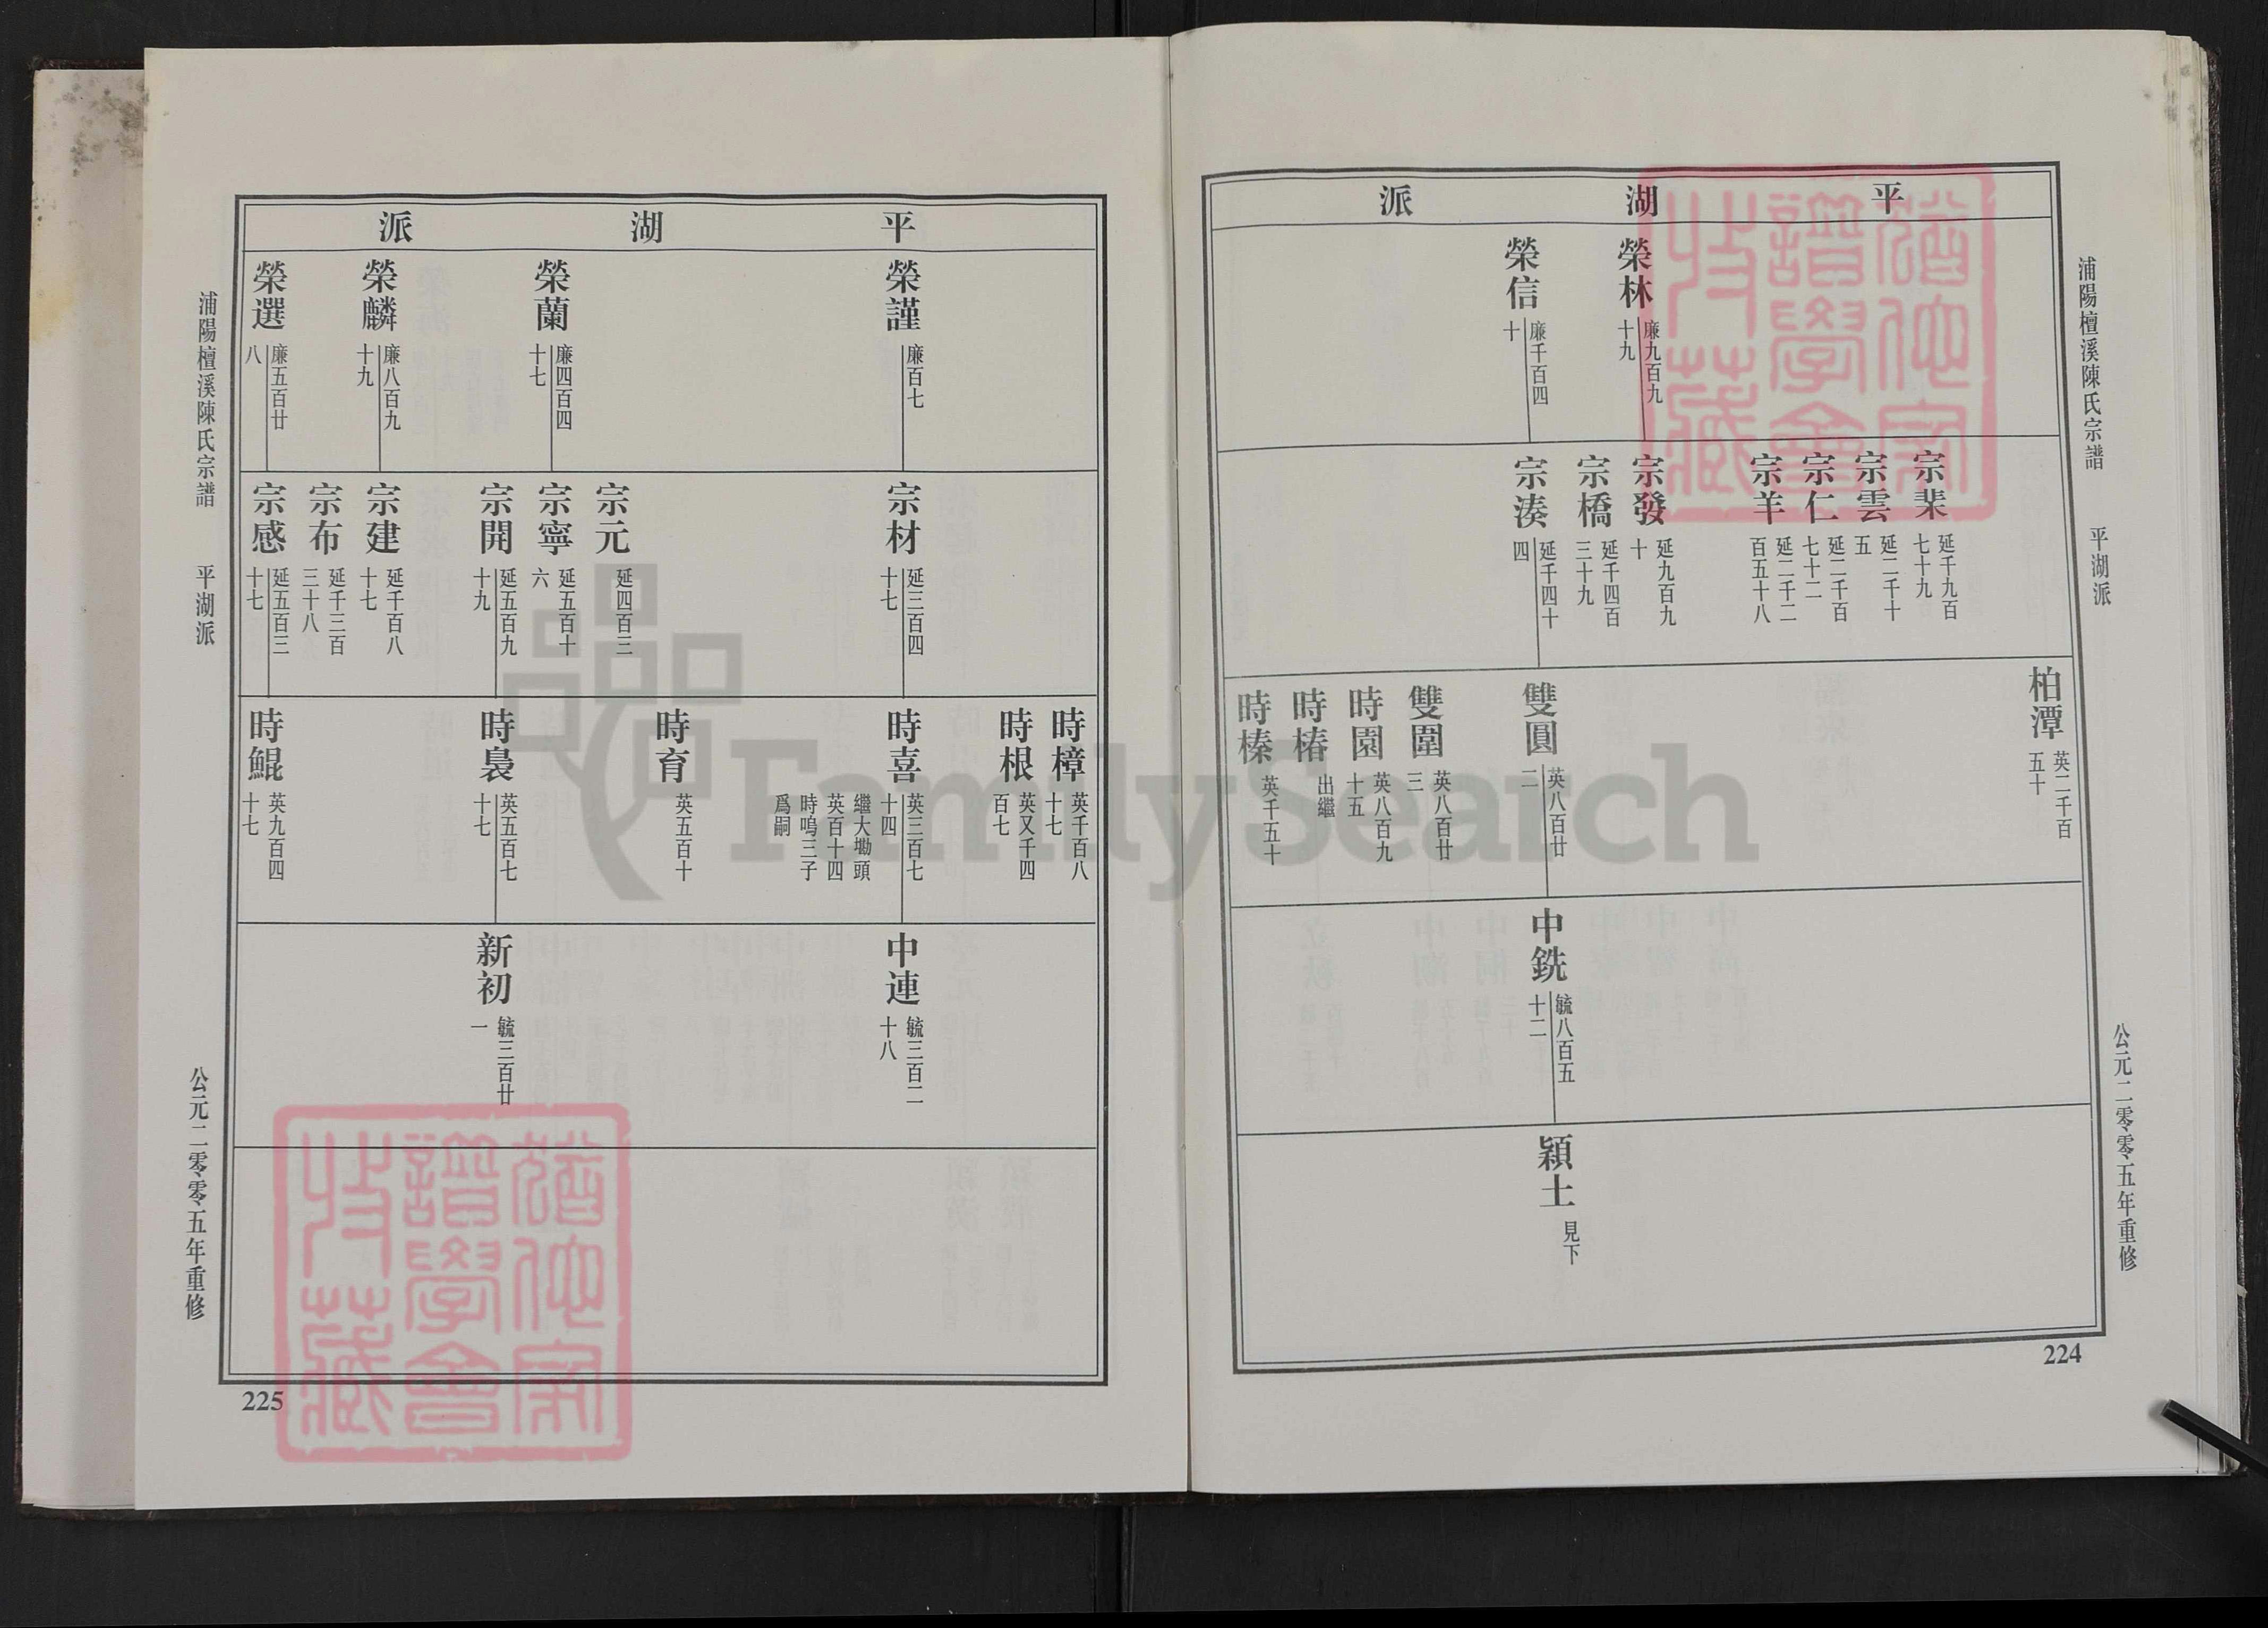 浦陽檀溪陳氏宗譜
平湖派
公元二零零五年重修
224
平湖派
榮林
廉九百九
十九
榮信
廉千百四
十
宗棐
延千九百
七十九
宗雲
延二千十
五
宗仁
延二千百
七十二
宗羊
延二千二
百五十八
宗發
延九百九
十
宗橋
延千四百
三十九
宗湊
延千四十
四
柏潭
英二千百
五十
雙圓
英八百廿
二
雙圍
英八百廿
三
時園
英八百九
十五
時椿
出繼
時榛
英千五十
中銑
毓八百五
十二
穎土
見下
平湖派
榮謹
廉百七
榮蘭
廉四百四
十七
榮麟
廉八百九
十九
榮選
廉五百廿
八
宗材
延三百四
十七
宗元
延四百三
宗寧
延五百十
六
宗開
延五百九
十九
宗建
延千百八
十七
宗布
延千三百
三十八
宗感
延五百三
十七
時樟
英千百八
十七
時根
英又千四
百七
時喜
英三百七
十四
繼大坳頭
英百十四
時嗚三子
爲嗣
時育
英五百十
時裊
英五百七
十七
時鯤
英九百四
十七
中連
毓三百二
十八
新初
毓三百廿
一
浦陽檀溪陳氏宗譜
平湖派
公元二零零五年重修
225
FamilySearch